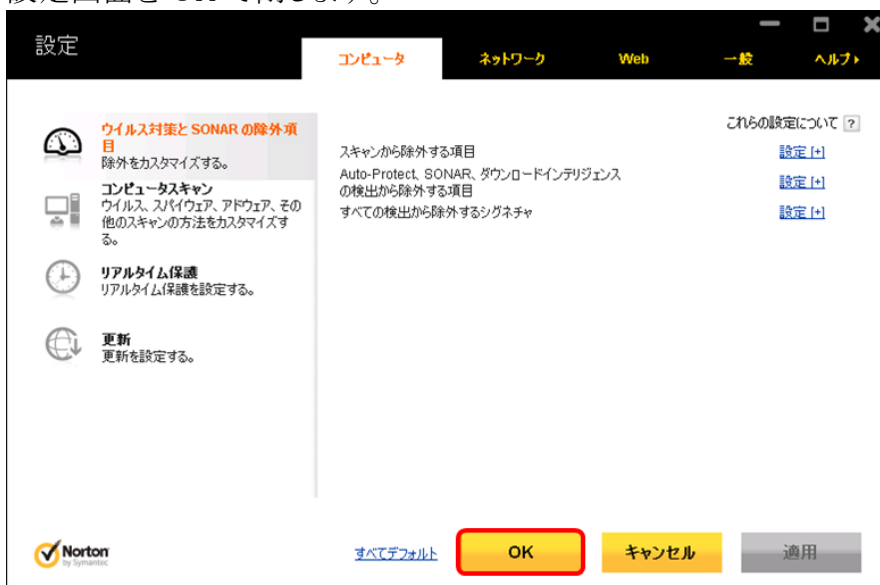 設定画面を OK で閉じます。
設定
コンピュータ ネットワーク Web 一般 ヘルプ
これらの設定について ?
ウイルス対策と SONAR の除外項
目
除外をカスタマイズする。
コンピュータスキャン
ウイルス、スパイウェア、アドウェア、その
他のスキャンの方法をカスタマイズす
る。
リアルタイム保護
リアルタイム保護を設定する。
更新
更新を設定する。
スキャンから除外する項目 設定 [+]
Auto-Protect、SONAR、ダウンロードインテリジェンス
の検出から除外する項目 設定 [+]
すべての検出から除外するシグネチャ 設定 [+]
Norton
by Symantec
すべてデフォルト OK キャンセル 適用